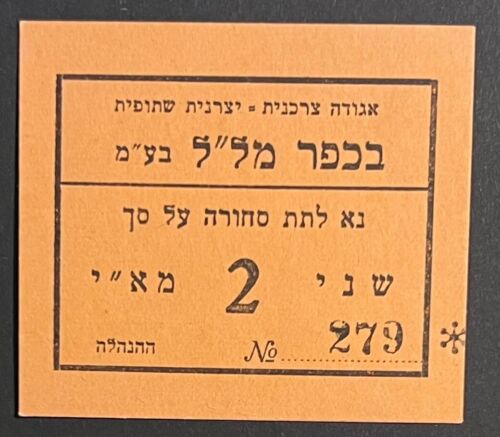 אגודה צרכנית = יצרנית שתופית
בכפר מל״ל בע״מ
נא לתת סחורה על סך
שני 2 מא״י
ההנהלה № 279 *